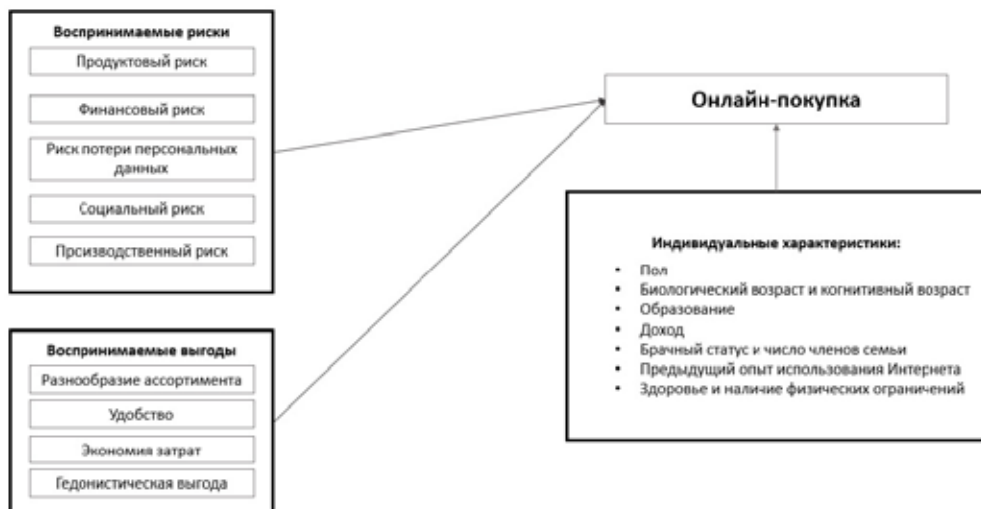 Воспринимаемые риски
Продуктовый риск
Финансовый риск
Риск потери персональных
данных
Социальный риск
Производственный риск
Воспринимаемые выгоды
Разнообразие ассортимента
Удобство
Экономия затрат
Гедонистическая выгода
Онлайн-покупка
Индивидуальные характеристики:
• Пол
• Биологический возраст и когнитивный возраст
• Образование
• Доход
• Брачный статус и число членов семьи
• Предыдущий опыт использования Интернета
• Здоровье и наличие физических ограничений